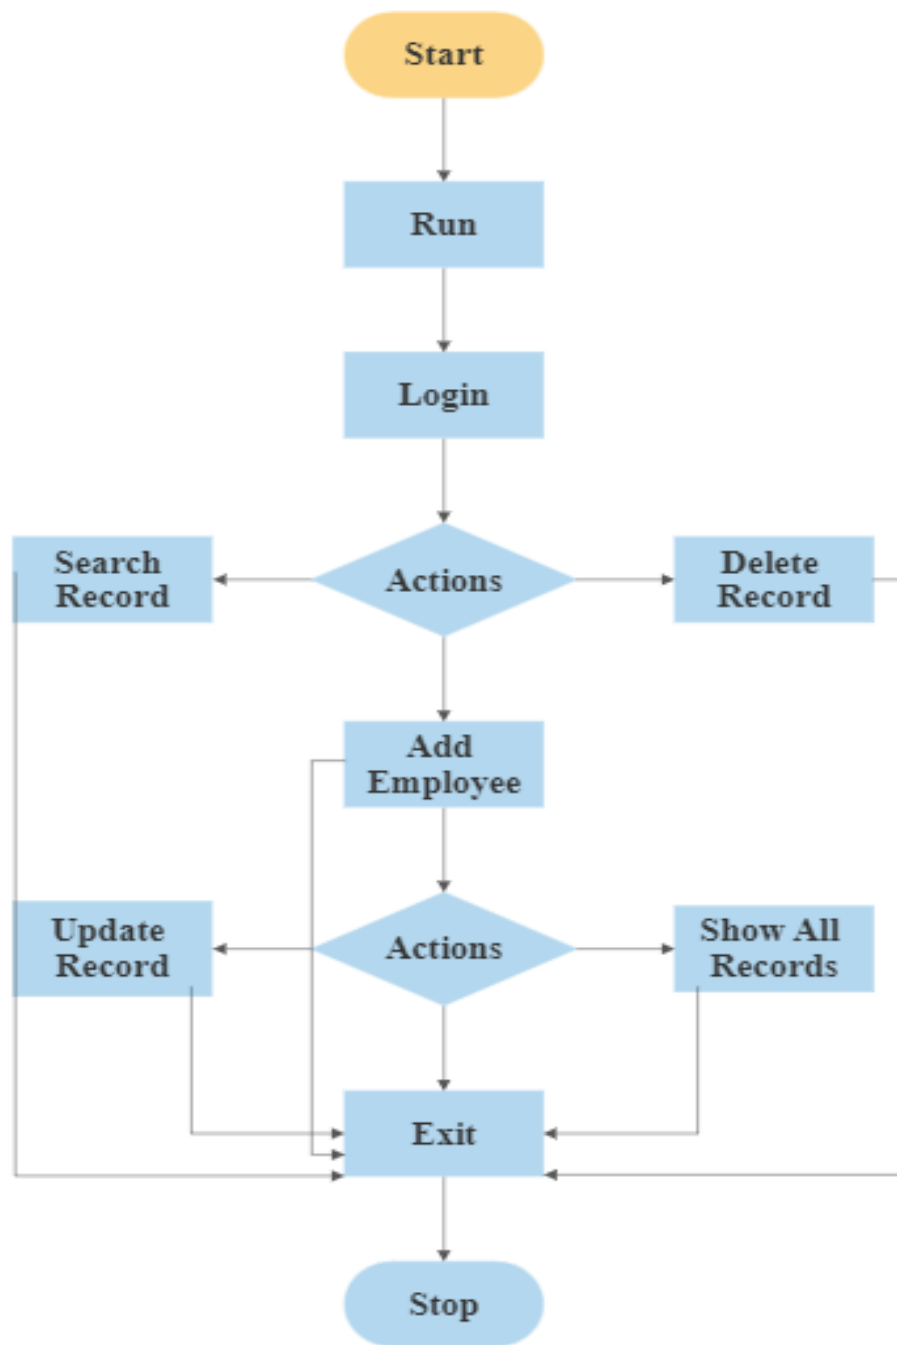 Start
Run
Login
Search
Record
Actions
Delete
Record
Add
Employee
Update
Record
Actions
Show All
Records
Exit
Stop